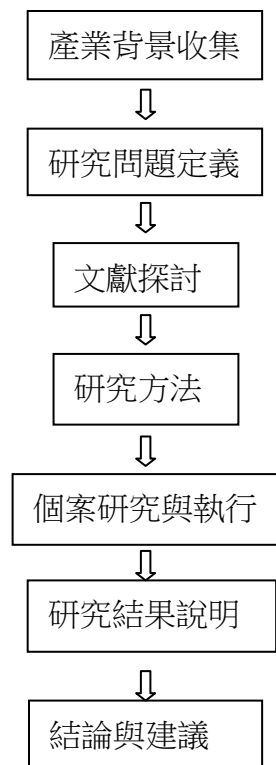 產業背景收集
研究問題定義
文獻探討
研究方法
個案研究與執行
研究結果說明
結論與建議